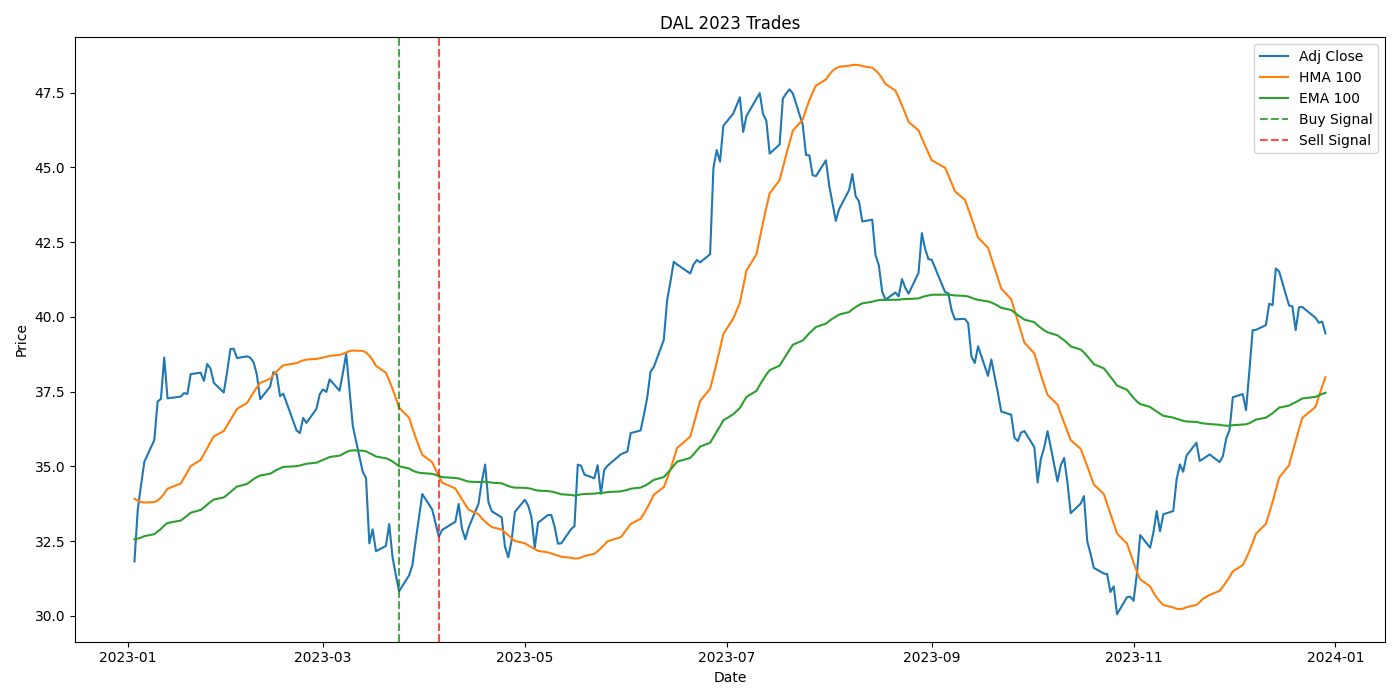 DAL 2023 Trades
Adj Close
HMA 100
EMA 100
Buy Signal
Sell Signal
Price
47.5
45.0
42.5
40.0
37.5
35.0
32.5
30.0
2023-01
2023-03
2023-05
2023-07
2023-09
2023-11
2024-01
Date